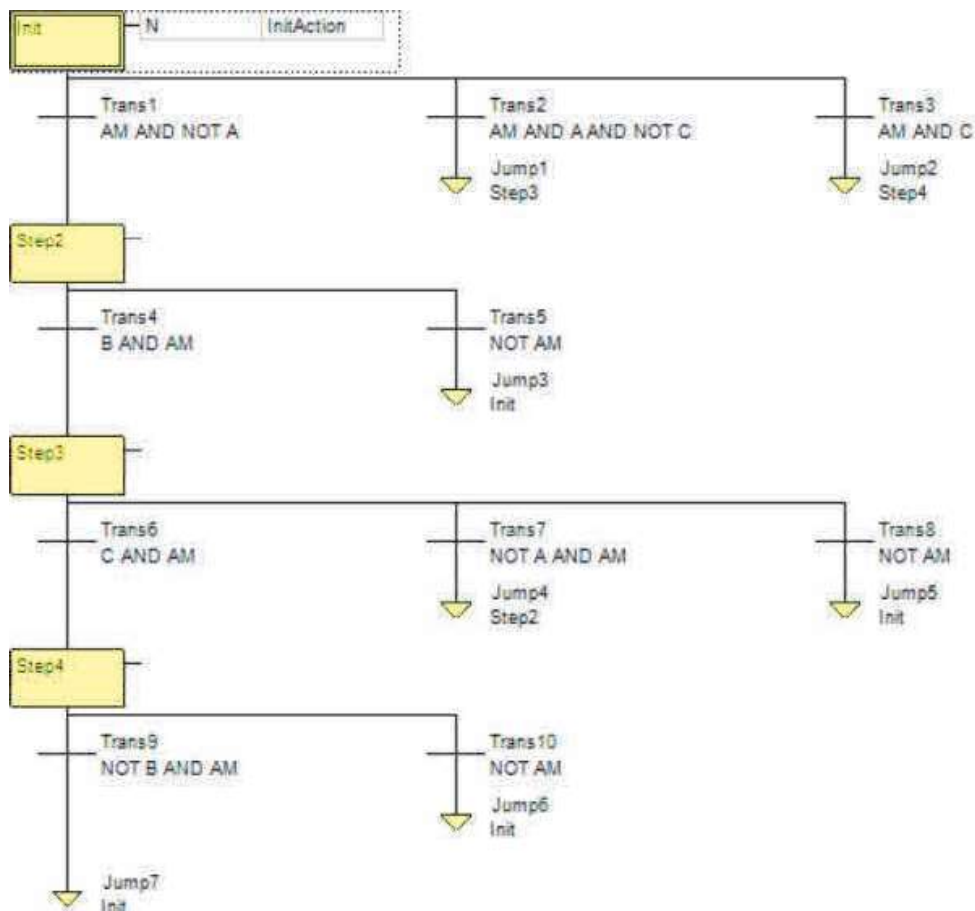 Init
N InitAction
Trans1
AM AND NOT A
Trans2
AM AND A AND NOT C
Trans3
AM AND C
Jump1
Step3
Jump2
Step4
Step2
Trans4
B AND AM
Trans5
NOT AM
Jump3
Init
Step3
Trans6
C AND AM
Trans7
NOT A AND AM
Trans8
NOT AM
Jump4
Step2
Jump5
Init
Step4
Trans9
NOT B AND AM
Trans10
NOT AM
Jump6
Init
Jump7
Init